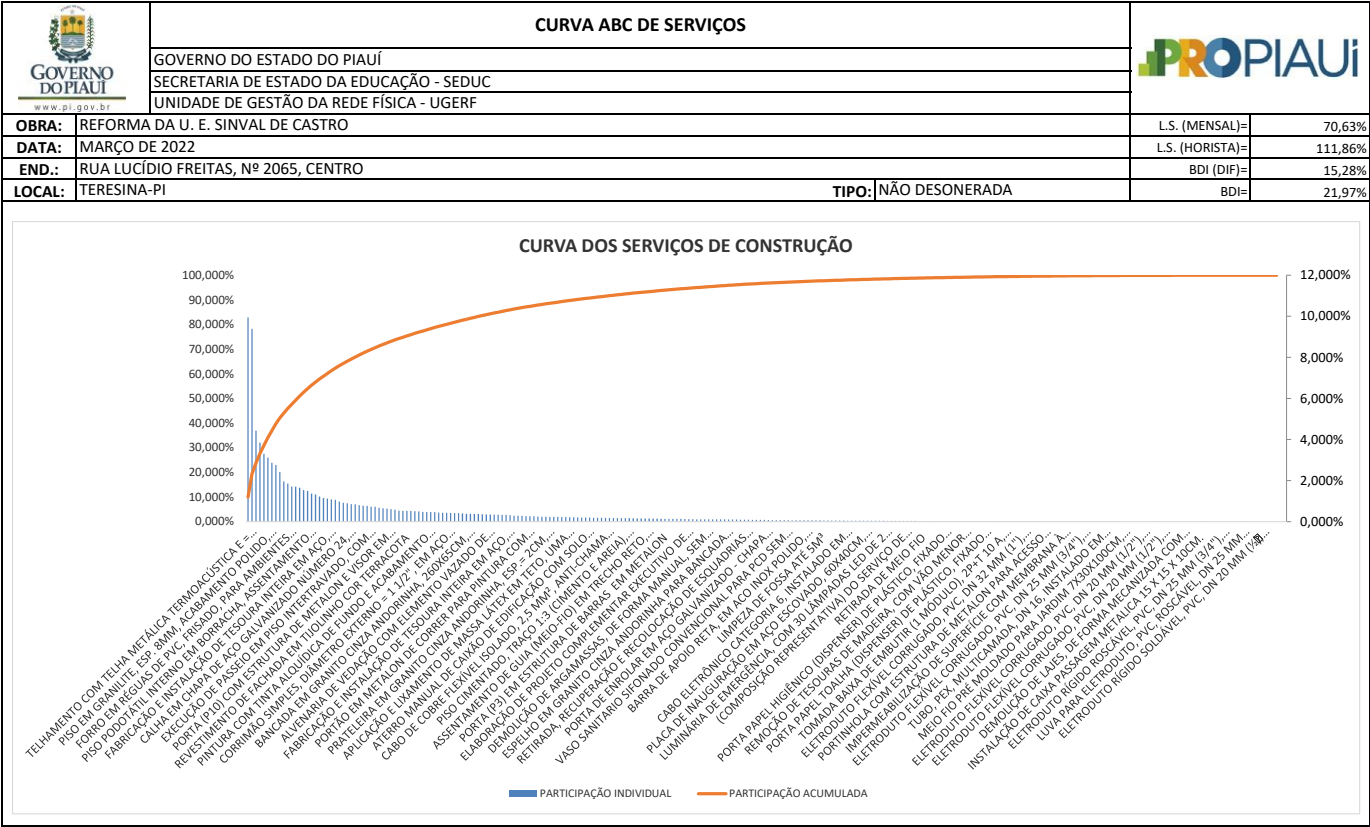 CURVA ABC DE SERVIÇOS
GOVERNO DO ESTADO DO PIAUÍ
SECRETARIA DE ESTADO DA EDUCAÇÃO - SEDUC
UNIDADE DE GESTÃO DA REDE FÍSICA - UGERF
GOVERNO
DO PIAUÍ
www.pi.gov.br
PROPIAUÍ
OBRA: REFORMA DA U. E. SINVAL DE CASTRO L.S. (MENSAL)= 70,63%
DATA: MARÇO DE 2022 L.S. (HORISTA)= 111,86%
END.: RUA LUCÍDIO FREITAS, Nº 2065, CENTRO BDI (DIF)= 15,28%
LOCAL: TERESINA-PI TIPO: NÃO DESONERADA BDI= 21,97%
CURVA DOS SERVIÇOS DE CONSTRUÇÃO
100,000%
90,000%
80,000%
70,000%
60,000%
50,000%
40,000%
30,000%
20,000%
10,000%
0,000%
12,000%
10,000%
8,000%
6,000%
4,000%
2,000%
0,000%
TELHAMENTO COM TELHA METÁLICA TERMOACÚSTICA E =…
PISO EM GRANILITE, ESP. 8MM, ACABAMENTO POLIDO,…
FORRO EM RÉGUAS DE PVC, FRISADO, PARA AMBIENTES…
PISO PODOTÁTIL INTERNO EM BORRACHA, ASSENTAMENTO…
FABRICAÇÃO E INSTALAÇÃO DE TESOURA INTEIRA EM AÇO,…
CALHA EM CHAPA DE AÇO GALVANIZADO NÚMERO 24,…
EXECUÇÃO DE PASSEIO EM PISO INTERTRAVADO, COM…
PORTA (P10) COM ESTRUTURA DE METALON E VISOR EM…
REVESTIMENTO DE FACHADA EM TIJOLINHO COR TERRACOTA
PINTURA COM TINTA ALQUÍDICA DE FUNDO E ACABAMENTO…
CORRIMÃO SIMPLES, DIÂMETRO EXTERNO = 1.1/2", EM AÇO…
BANCADA EM GRANITO CINZA ANDORINHA, 260X65CM,…
ALVENARIA DE VEDAÇÃO COM ELEMENTO VAZADO DE…
FABRICAÇÃO E INSTALAÇÃO DE TESOURA INTEIRA EM AÇO,…
PORTÃO EM METALON DE CORRER PARA PINTURA COM…
PRATELEIRA EM GRANITO CINZA ANDORINHA, ESP. = 2CM,…
APLICAÇÃO E LIXAMENTO DE MASSA LÁTEX EM TETO, UMA…
ATERRO MANUAL DE CAIXÃO DE EDIFICAÇÃO COM SOLO…
CABO DE COBRE FLEXÍVEL ISOLADO, 2,5 MM², ANTI-CHAMA…
PISO CIMENTADO, TRAÇO 1:3 (CIMENTO E AREIA),…
ASSENTAMENTO DE GUIA (MEIO-FIO) EM TRECHO RETO,…
PORTA (P3) EM ESTRUTURA DE BARRAS EM METALON
ELABORAÇÃO DE PROJETO COMPLEMENTAR EXECUTIVO DE…
DEMOLIÇÃO DE ARGAMASSAS, DE FORMA MANUAL, SEM…
ESPELHO EM GRANITO CINZA ANDORINHA PARA BANCADA…
RETIRADA, RECUPERAÇÃO E RECOLOCAÇÃO DE ESQUADRIAS…
PORTA DE ENROLAR EM AÇO GALVANIZADO - CHAPA…
VASO SANITARIO SIFONADO CONVENCIONAL PARA PCD SEM…
BARRA DE APOIO RETA, EM ACO INOX POLIDO,…
LIMPEZA DE FOSSA ATÉ 5M³
CABO ELETRÔNICO CATEGORIA 6, INSTALADO EM…
PLACA DE INAUGURAÇÃO EM AÇO ESCOVADO, 60X40CM…
LUMINÁRIA DE EMERGÊNCIA, COM 30 LÂMPADAS LED DE 2…
(COMPOSIÇÃO REPRESENTATIVA) DO SERVIÇO DE…
RETIRADA DE MEIO FIO
PORTA PAPEL HIGIÊNICO (DISPENSER) DE PLÁSTICO, FIXADO…
REMOÇÃO DE TESOURAS DE MADEIRA, COM VÃO MENOR…
PORTA PAPEL TOALHA (DISPENSER) DE PLÁSTICO, FIXADO…
TOMADA BAIXA DE EMBUTIR (1 MÓDULO), 2P+T 10 A,…
ELETRODUTO FLEXÍVEL CORRUGADO, PVC, DN 32 MM (1"),…
PORTINHOLA COM ESTRUTURA EM METALON PARA ACESSO…
IMPERMEABILIZAÇÃO DE SUPERFÍCIE COM MEMBRANA À…
ELETRODUTO FLEXÍVEL CORRUGADO, PVC, DN 25 MM (3/4"),…
TUBO, PEX, MULTICAMADA, DN 16, INSTALADO EM…
MEIO FIO PRÉ MOLDADO PARA JARDIM 7X30X100CM,…
ELETRODUTO FLEXÍVEL CORRUGADO, PVC, DN 20 MM (1/2"),…
ELETRODUTO FLEXÍVEL CORRUGADO, PVC, DN 20 MM (1/2"),…
DEMOLIÇÃO DE LAJES, DE FORMA MECANIZADA COM…
INSTALAÇÃO DE CAIXA PASSAGEM METALICA 15 X 15 X 10CM…
ELETRODUTO RÍGIDO ROSCÁVEL, PVC, DN 25 MM (3/4"),…
LUVA PARA ELETRODUTO, PVC, ROSCÁVEL, DN 25 MM…
ELETRODUTO RÍGIDO SOLDÁVEL, PVC, DN 20 MM (½
PARTICIPAÇÃO INDIVIDUAL
PARTICIPAÇÃO ACUMULADA